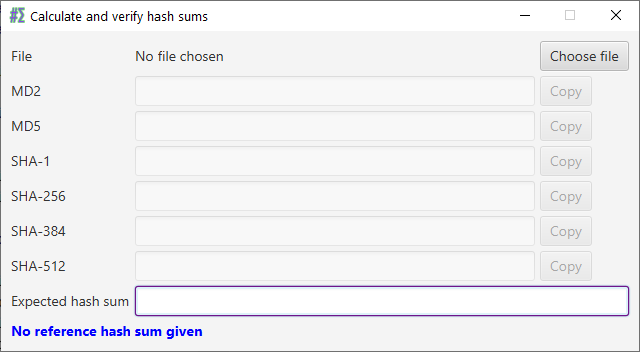 #Σ Calculate and verify hash sums
File No file chosen Choose file
MD2 Copy
MD5 Copy
SHA-1 Copy
SHA-256 Copy
SHA-384 Copy
SHA-512 Copy
Expected hash sum
No reference hash sum given